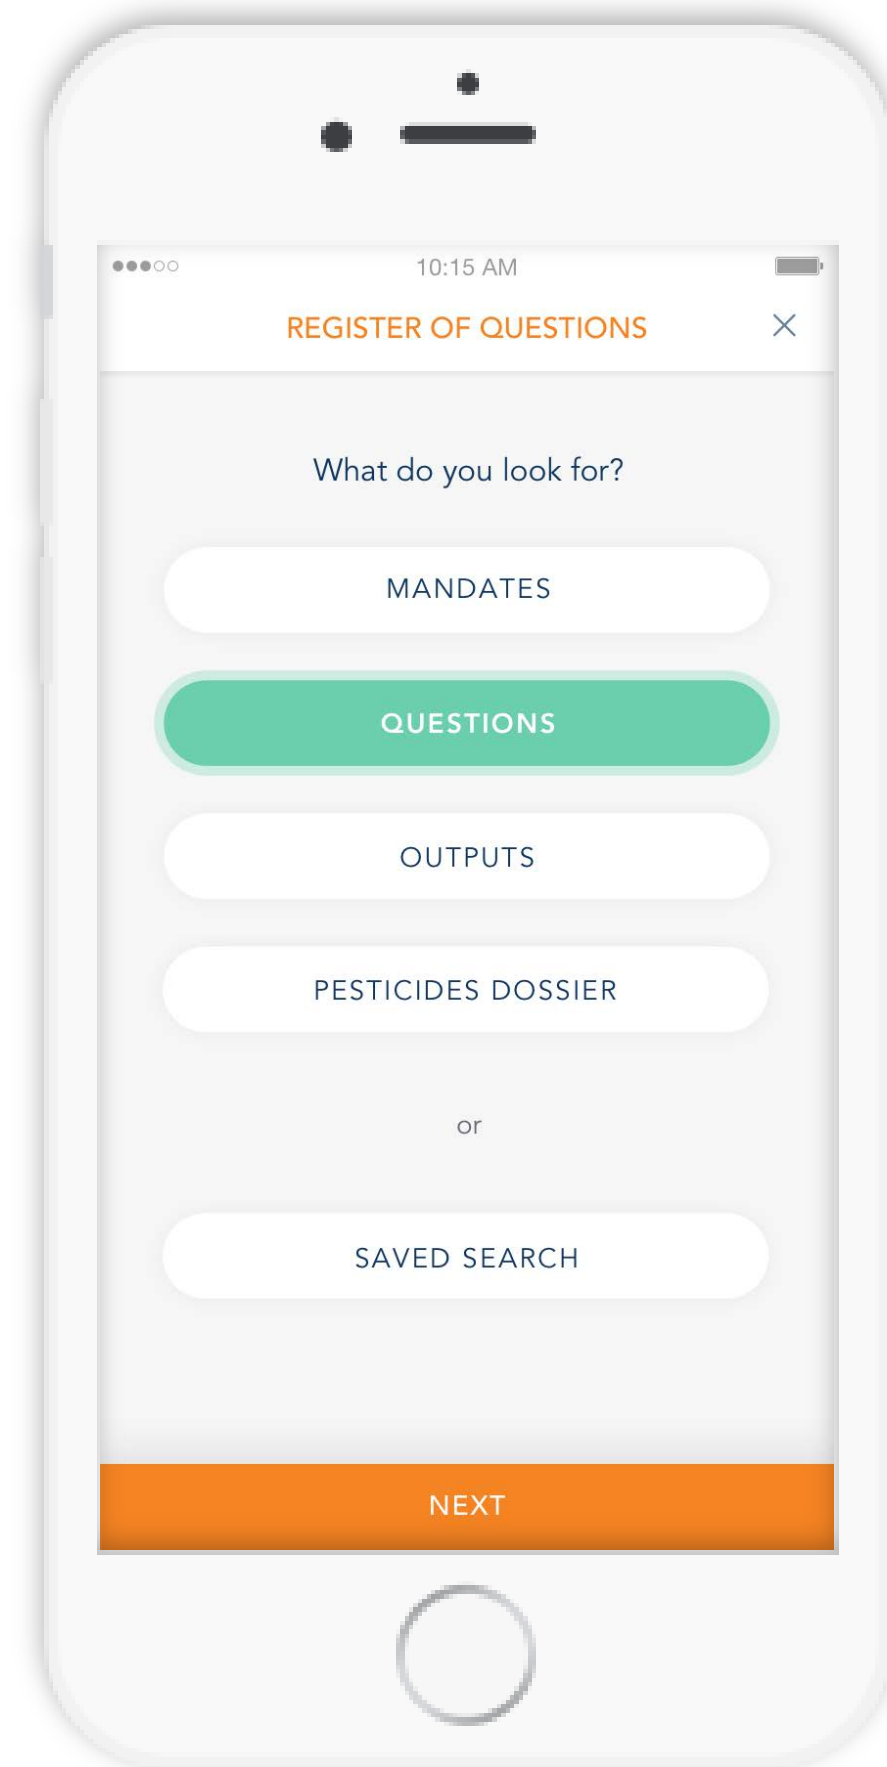 10:15 AM
REGISTER OF QUESTIONS
What do you look for?
MANDATES
QUESTIONS
OUTPUTS
PESTICIDES DOSSIER
or
SAVED SEARCH
NEXT